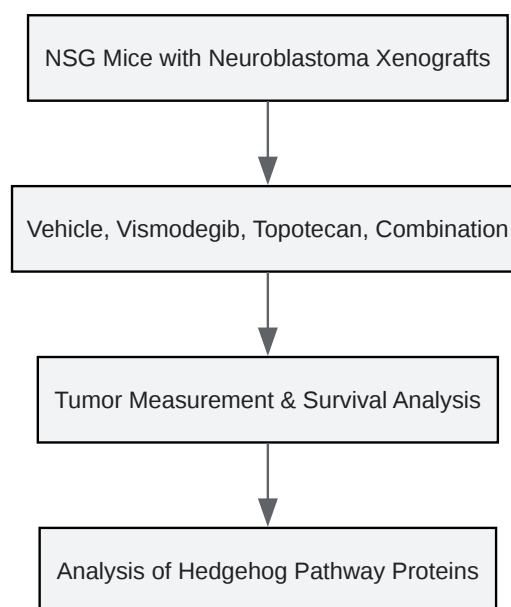 NSG Mice with Neuroblastoma Xenografts
Vehicle, Vismodegib, Topotecan, Combination
Tumor Measurement & Survival Analysis
Analysis of Hedgehog Pathway Proteins